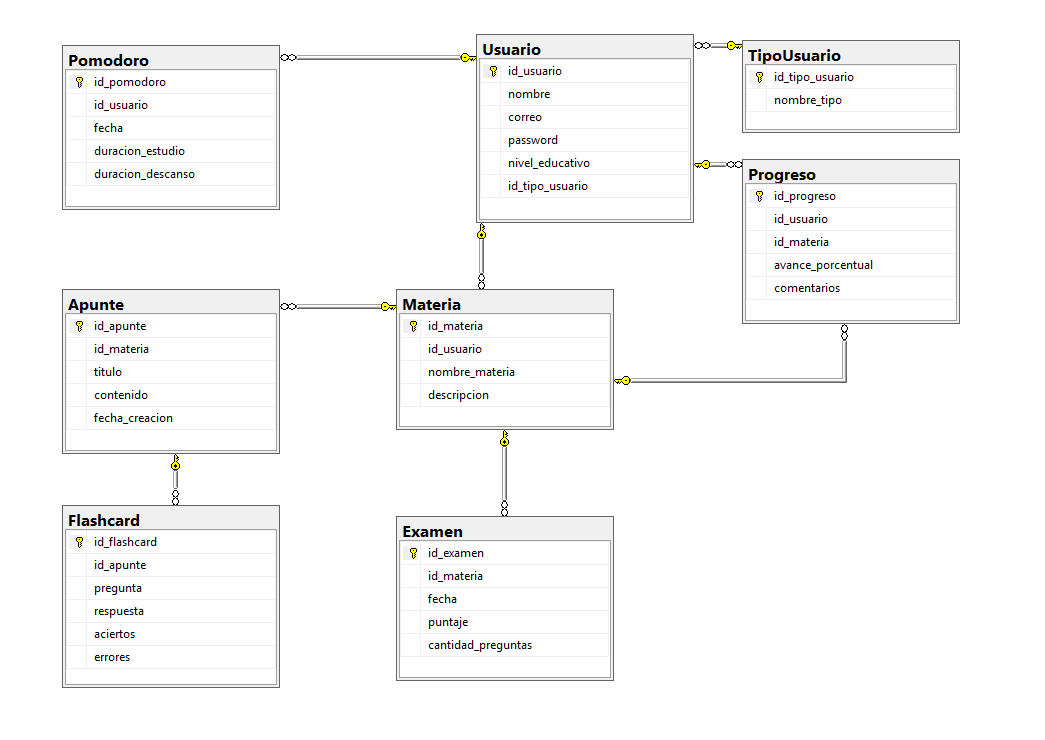 Pomodoro
id_pomodoro
id_usuario
fecha
duracion_estudio
duracion_descanso
Usuario
id_usuario
nombre
correo
password
nivel_educativo
id_tipo_usuario
TipoUsuario
id_tipo_usuario
nombre_tipo
Progreso
id_progreso
id_usuario
id_materia
avance_porcentual
comentarios
Apunte
id_apunte
id_materia
titulo
contenido
fecha_creacion
Materia
id_materia
id_usuario
nombre_materia
descripcion
Flashcard
id_flashcard
id_apunte
pregunta
respuesta
aciertos
errores
Examen
id_examen
id_materia
fecha
puntaje
cantidad_preguntas